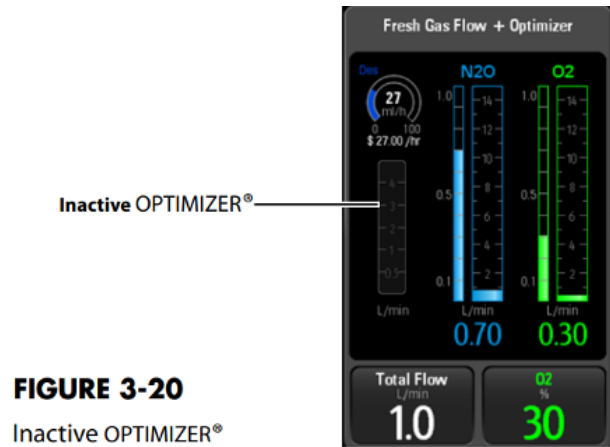 Fresh Gas Flow + Optimizer
Des
N2O
O2
27
ml/h
0 100
$ 27.00 /hr
1.0
0.5
0.1
14
12
10
8
6
4
2
1.0
0.5
0.1
14
12
10
8
6
4
2
4
3
2
1
0.5
Inactive OPTIMIZER®
L/min
L/min
L/min
0.70
0.30
Total Flow
L/min
1.0
O2
%
30
FIGURE 3-20
Inactive OPTIMIZER®